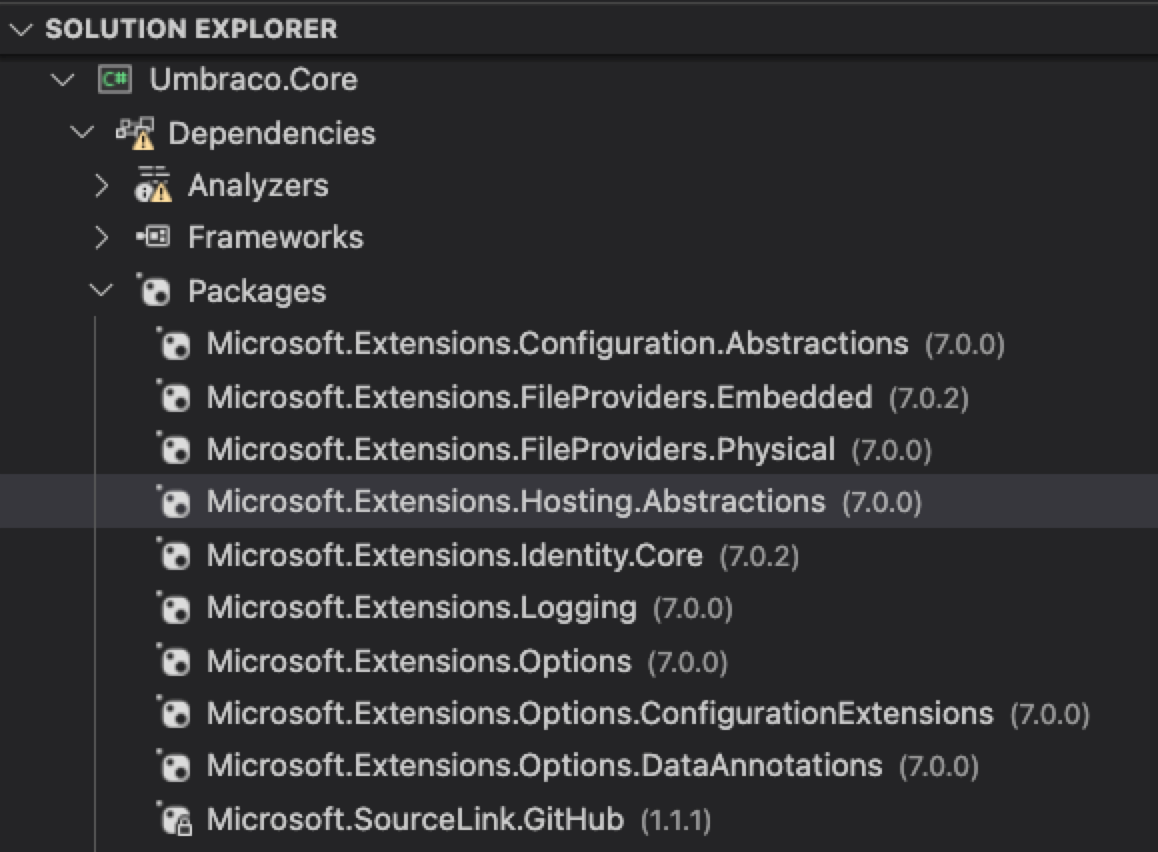 SOLUTION EXPLORER
C# Umbraco.Core
Dependencies
Analyzers
Frameworks
Packages
Microsoft.Extensions.Configuration.Abstractions (7.0.0)
Microsoft.Extensions.FileProviders.Embedded (7.0.2)
Microsoft.Extensions.FileProviders.Physical (7.0.0)
Microsoft.Extensions.Hosting.Abstractions (7.0.0)
Microsoft.Extensions.Identity.Core (7.0.2)
Microsoft.Extensions.Logging (7.0.0)
Microsoft.Extensions.Options (7.0.0)
Microsoft.Extensions.Options.ConfigurationExtensions (7.0.0)
Microsoft.Extensions.Options.DataAnnotations (7.0.0)
Microsoft.SourceLink.GitHub (1.1.1)